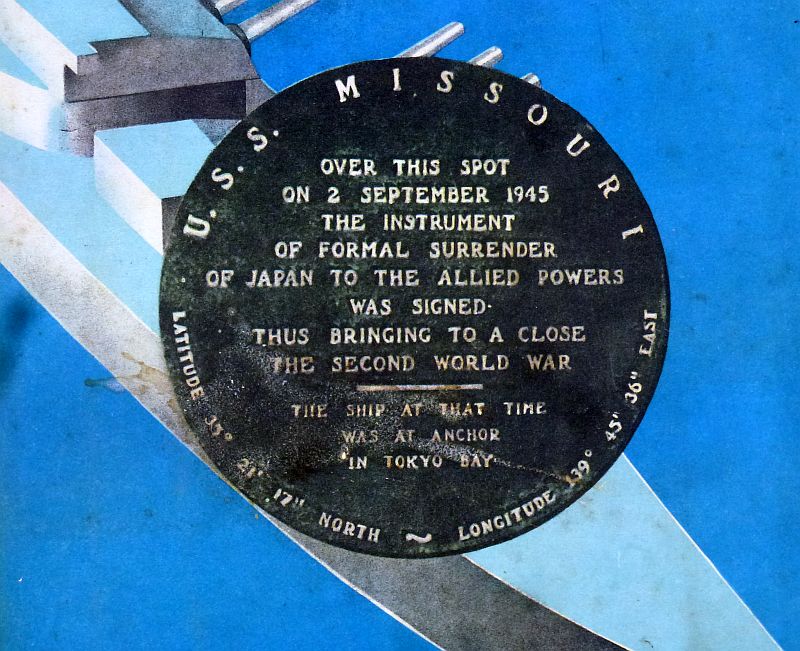 U. S. S. MISSOURI
OVER THIS SPOT
ON 2 SEPTEMBER 1945
THE INSTRUMENT
OF FORMAL SURRENDER
OF JAPAN TO THE ALLIED POWERS
WAS SIGNED·
THUS BRINGING TO A CLOSE
THE SECOND WORLD WAR
THE SHIP AT THAT TIME
WAS AT ANCHOR
IN TOKYO BAY·
LATITUDE 35° 21' 17" NORTH ~ LONGITUDE 139° 45' 36" EAST